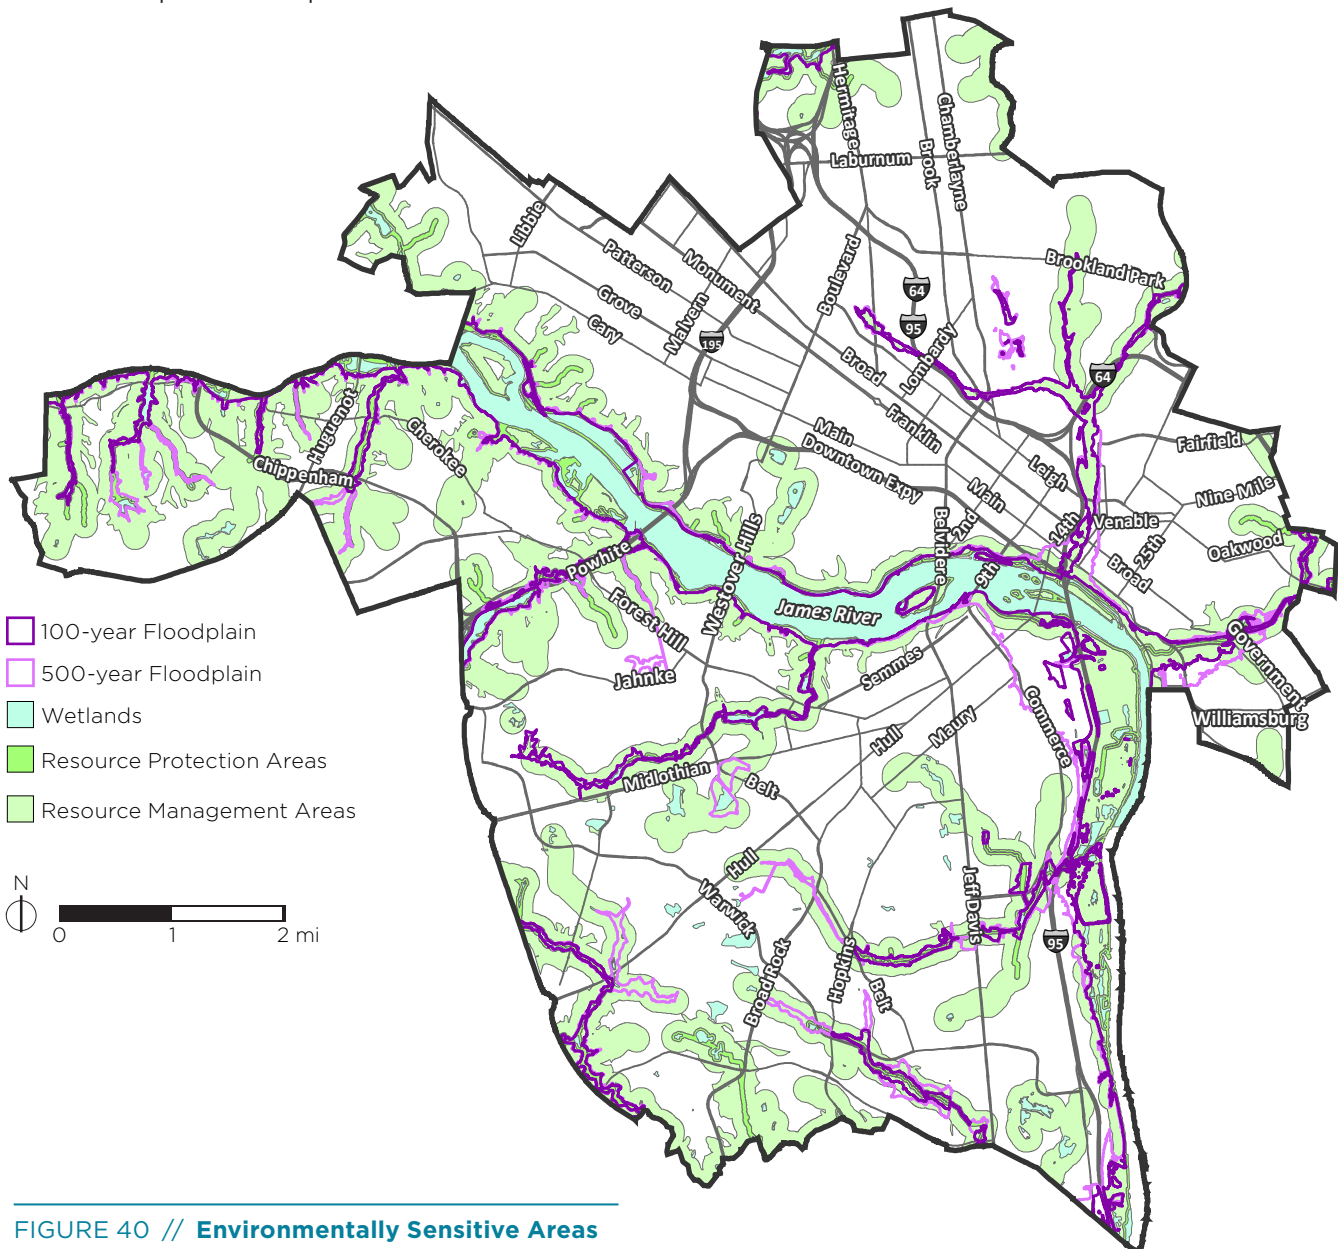 Hermitage
Chamberlayne
Brook
Laburnum
Libbie
Patterson
Monument
Boulevard
Brookland Park
Grove
Cary
Malvern
64
95
195
Broad
Lombardy
64
Huguenot
Cherokee
Chippenham
Franklin
Main
Downtown Expy
Leigh
Main
Fairfield
Nine Mile
Venable
Oakwood
14th
25th
Broad
2nd
Belvidere
9th
Powhite
Westover Hills
James River
Forest Hill
Jahnke
Semmes
Government
Williamsburg
Commerce
Hull
Maury
Midlothian
Belt
100-year Floodplain
500-year Floodplain
Wetlands
Resource Protection Areas
Resource Management Areas
N
0 1 2 mi
Hull
Warwick
Jeff Davis
95
Broad Rock
Hopkins
Belt
FIGURE 40 // Environmentally Sensitive Areas